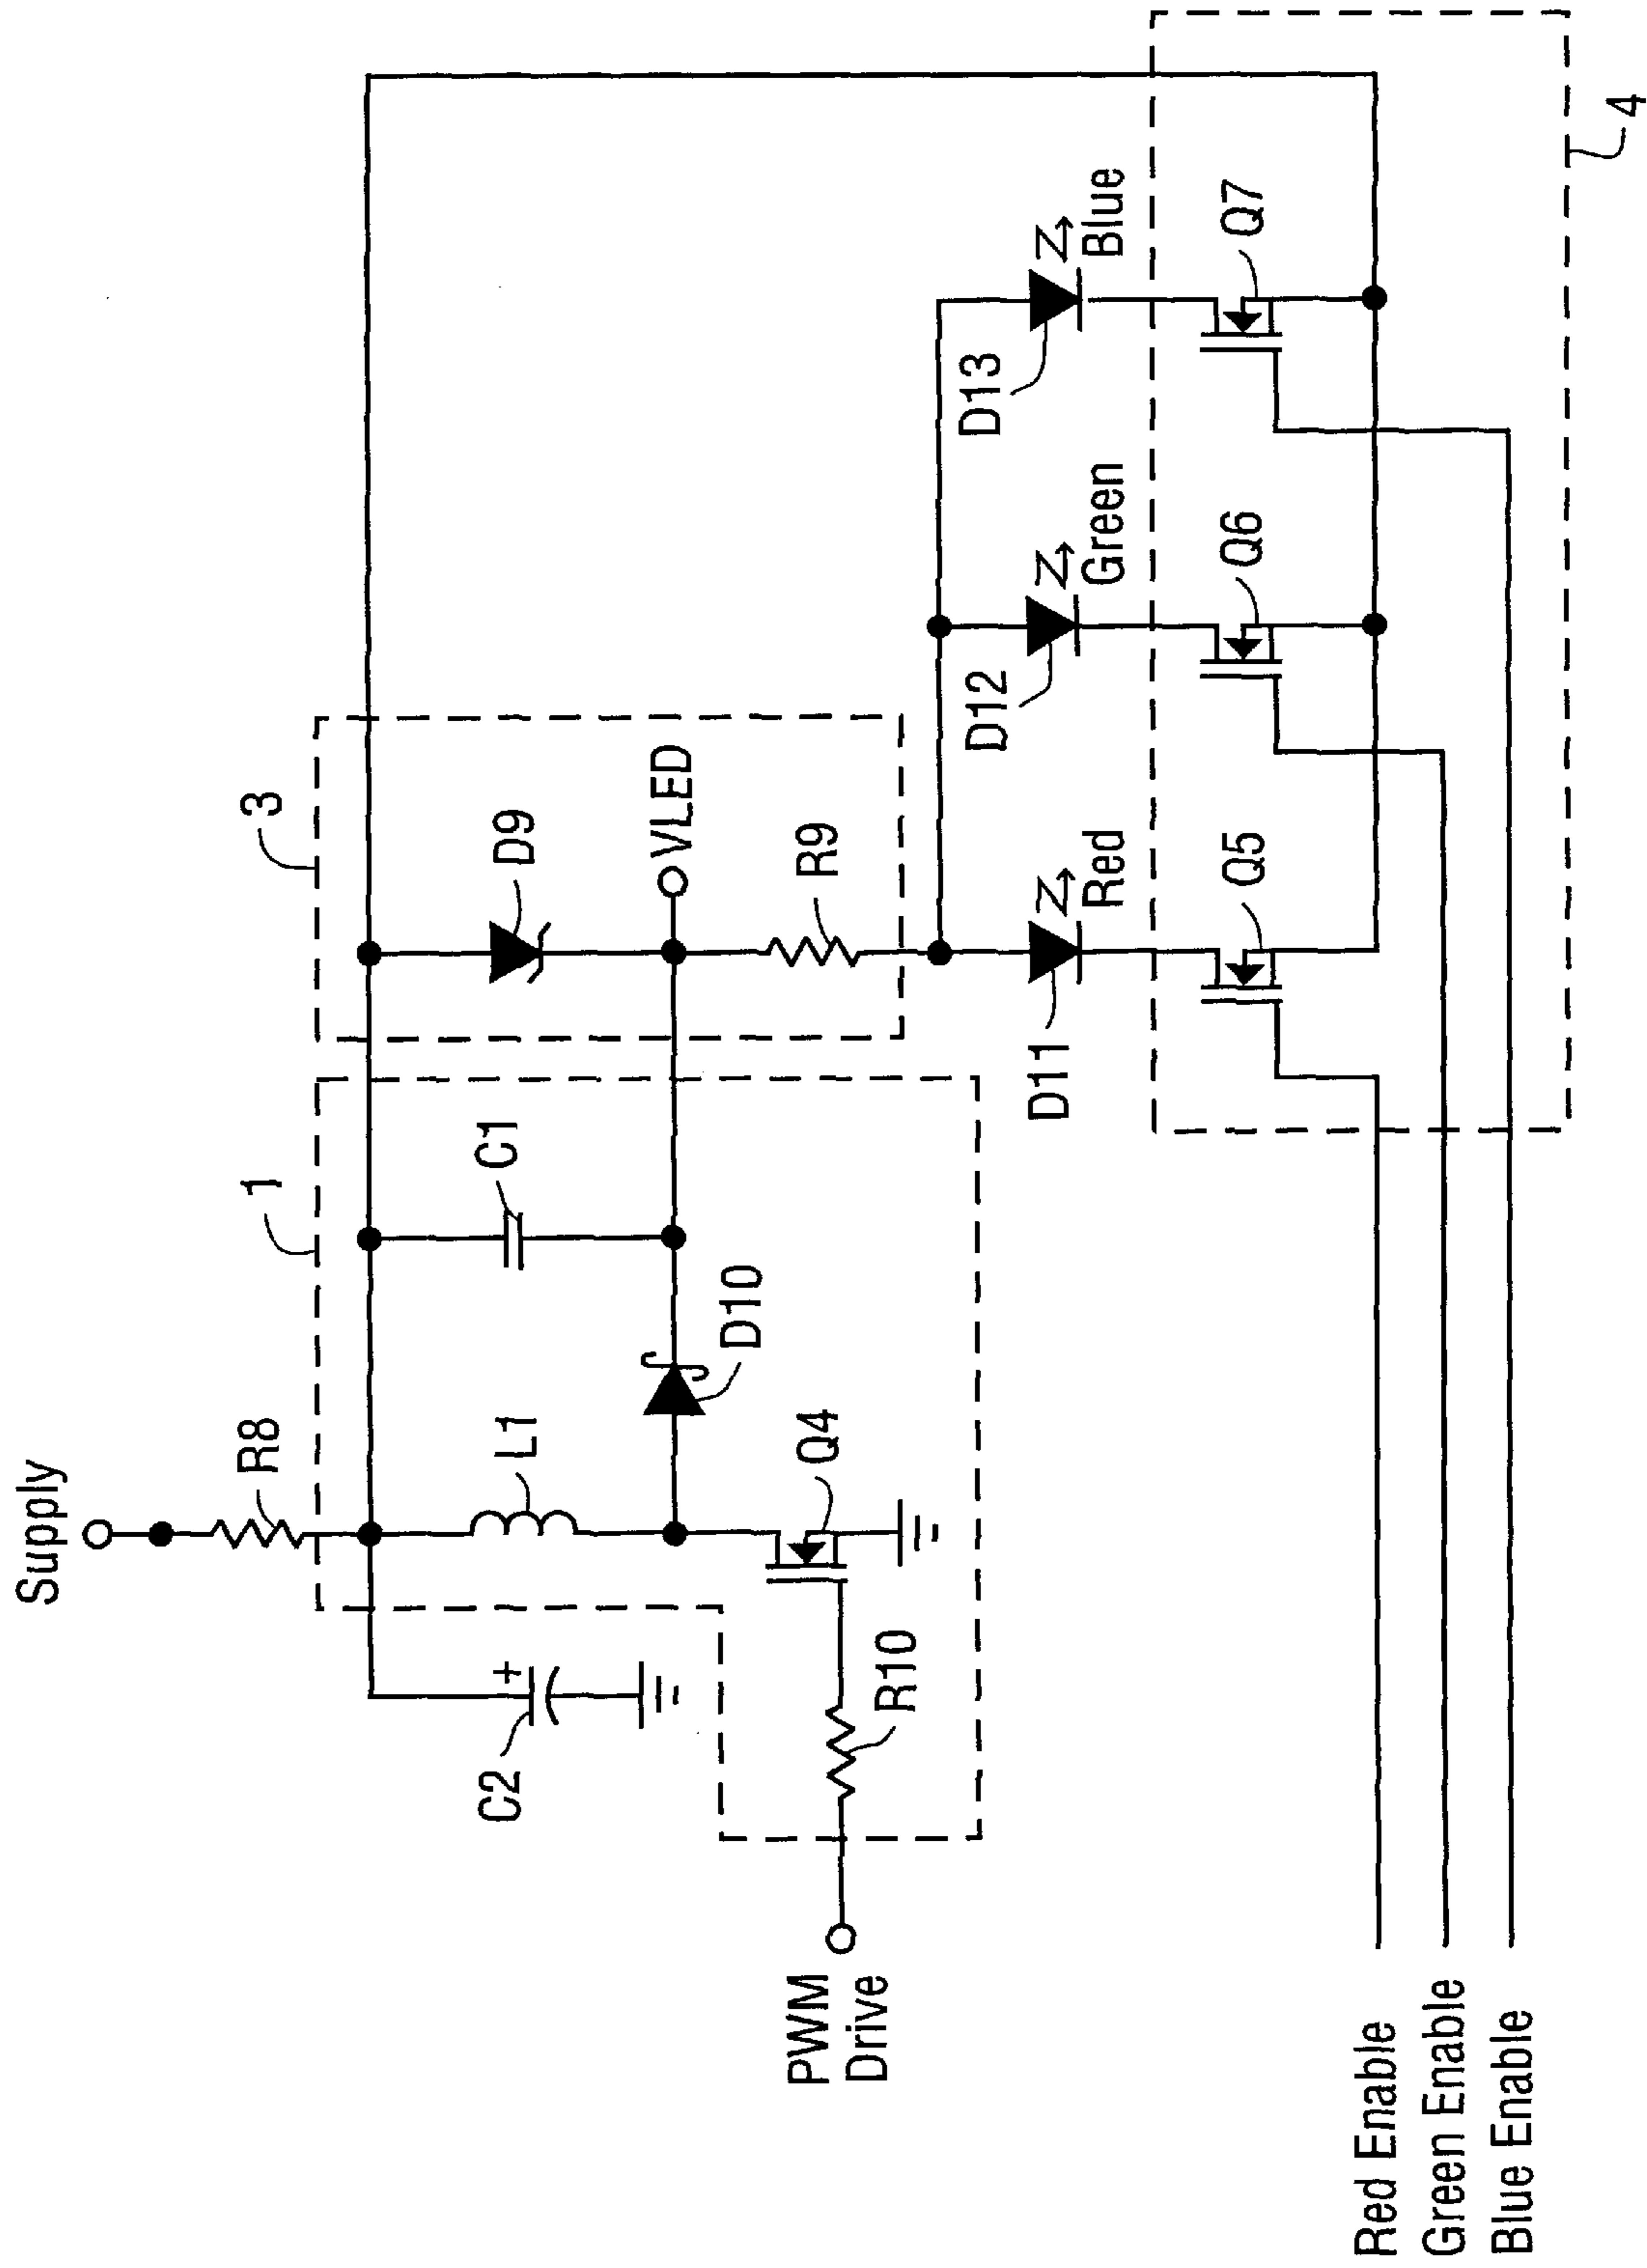 Supply
R8
1
3
C2
+
L1
C1
D9
D10
VLED
Q4
R9
PWM
Drive
R10
D11
Red
D12
Green
D13
Blue
Q5
Q6
Q7
4
Red Enable
Green Enable
Blue Enable